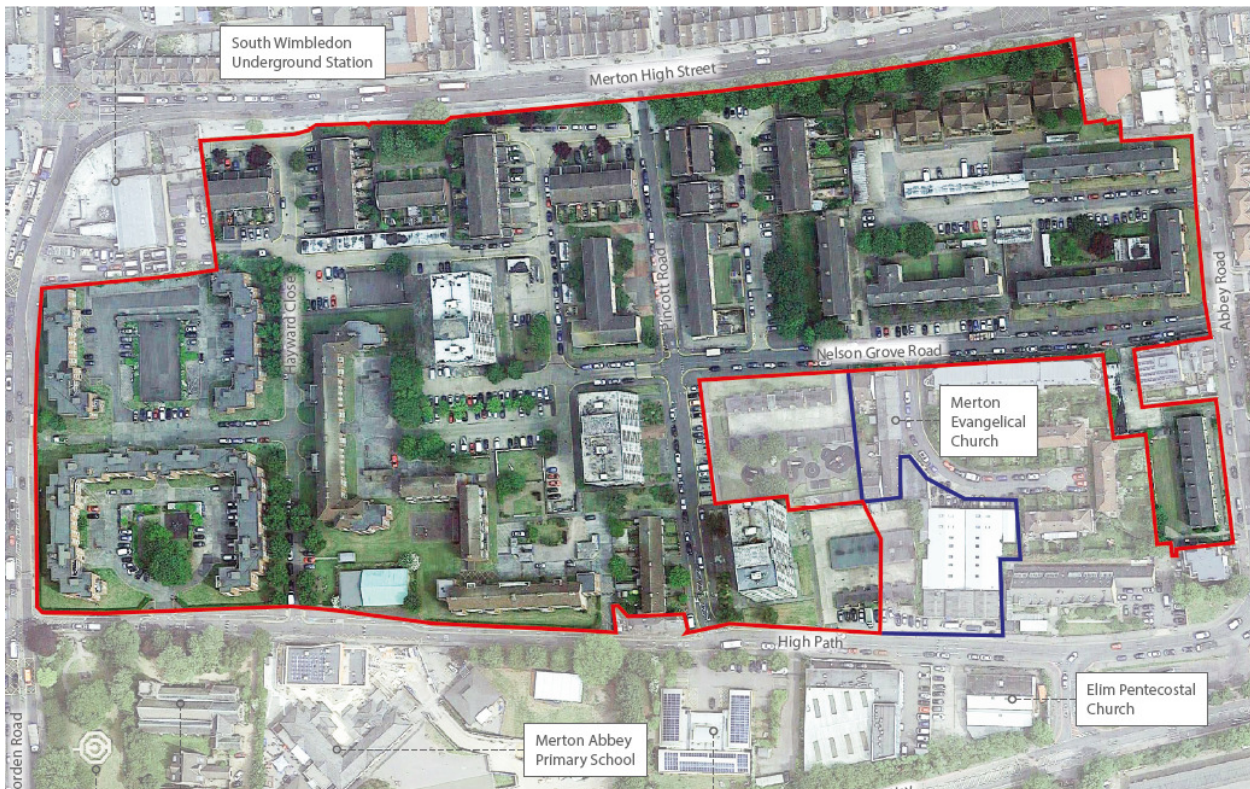 South Wimbledon
Underground Station
Merton High Street
Hayward Close
Pincott Road
Abbey Road
Nelson Grove Road
Merton
Evangelical
Church
High Path
Elim Pentecostal
Church
Merton Abbey
Primary School
orden Road